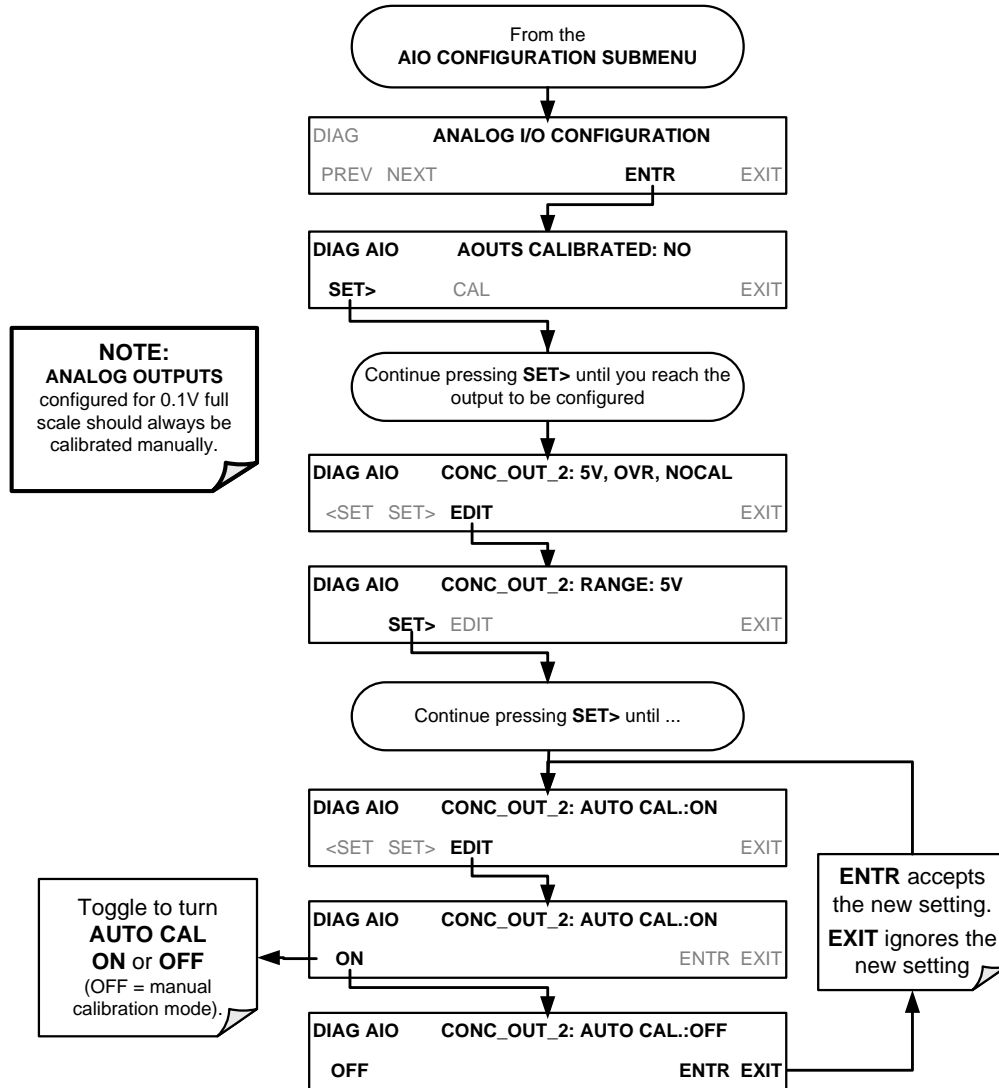 From the
AIO CONFIGURATION SUBMENU
DIAG ANALOG I/O CONFIGURATION
PREV NEXT ENTR EXIT
DIAG AIO AOUTS CALIBRATED: NO
SET> CAL EXIT
NOTE:
ANALOG OUTPUTS
configured for 0.1V full
scale should always be
calibrated manually.
Continue pressing SET> until you reach the
output to be configured
DIAG AIO CONC_OUT_2: 5V, OVR, NOCAL
<SET SET> EDIT EXIT
DIAG AIO CONC_OUT_2: RANGE: 5V
SET> EDIT EXIT
Continue pressing SET> until ...
DIAG AIO CONC_OUT_2: AUTO CAL.:ON
<SET SET> EDIT EXIT
Toggle to turn
AUTO CAL
ON or OFF
(OFF = manual
calibration mode).
DIAG AIO CONC_OUT_2: AUTO CAL.:ON
ON ENTR EXIT
ENTR accepts
the new setting.
EXIT ignores the
new setting
DIAG AIO CONC_OUT_2: AUTO CAL.:OFF
OFF ENTR EXIT